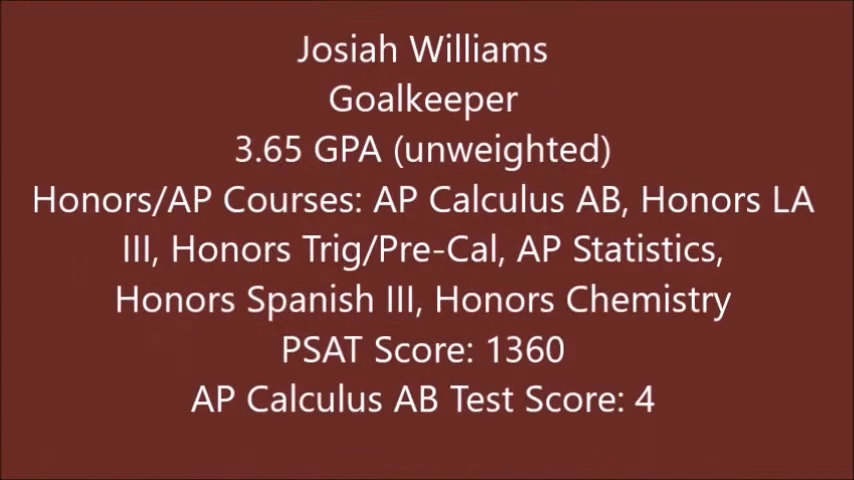 Josiah Williams
Goalkeeper
3.65 GPA (unweighted)
Honors/AP Courses: AP Calculus AB, Honors LA
III, Honors Trig/Pre-Cal, AP Statistics,
Honors Spanish III, Honors Chemistry
PSAT Score: 1360
AP Calculus AB Test Score: 4